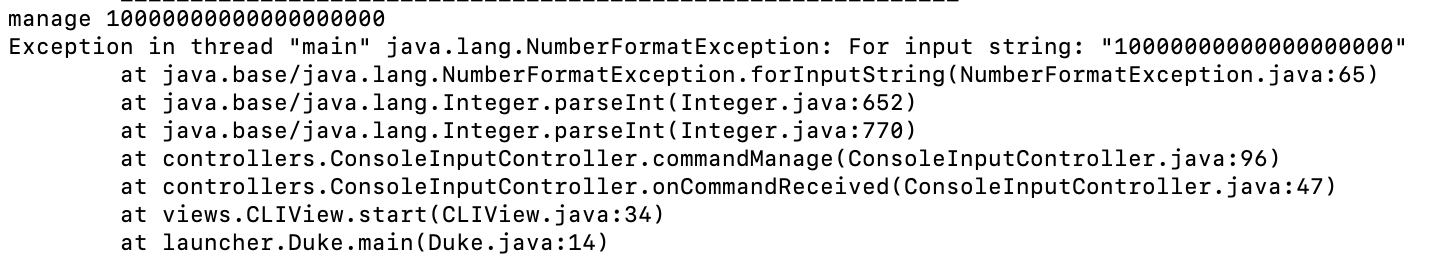 manage 10000000000000000000
Exception in thread "main" java.lang.NumberFormatException: For input string: "10000000000000000000"
        at java.base/java.lang.NumberFormatException.forInputString(NumberFormatException.java:65)
        at java.base/java.lang.Integer.parseInt(Integer.java:652)
        at java.base/java.lang.Integer.parseInt(Integer.java:770)
        at controllers.ConsoleInputController.commandManage(ConsoleInputController.java:96)
        at controllers.ConsoleInputController.onCommandReceived(ConsoleInputController.java:47)
        at views.CLIView.start(CLIView.java:34)
        at launcher.Duke.main(Duke.java:14)